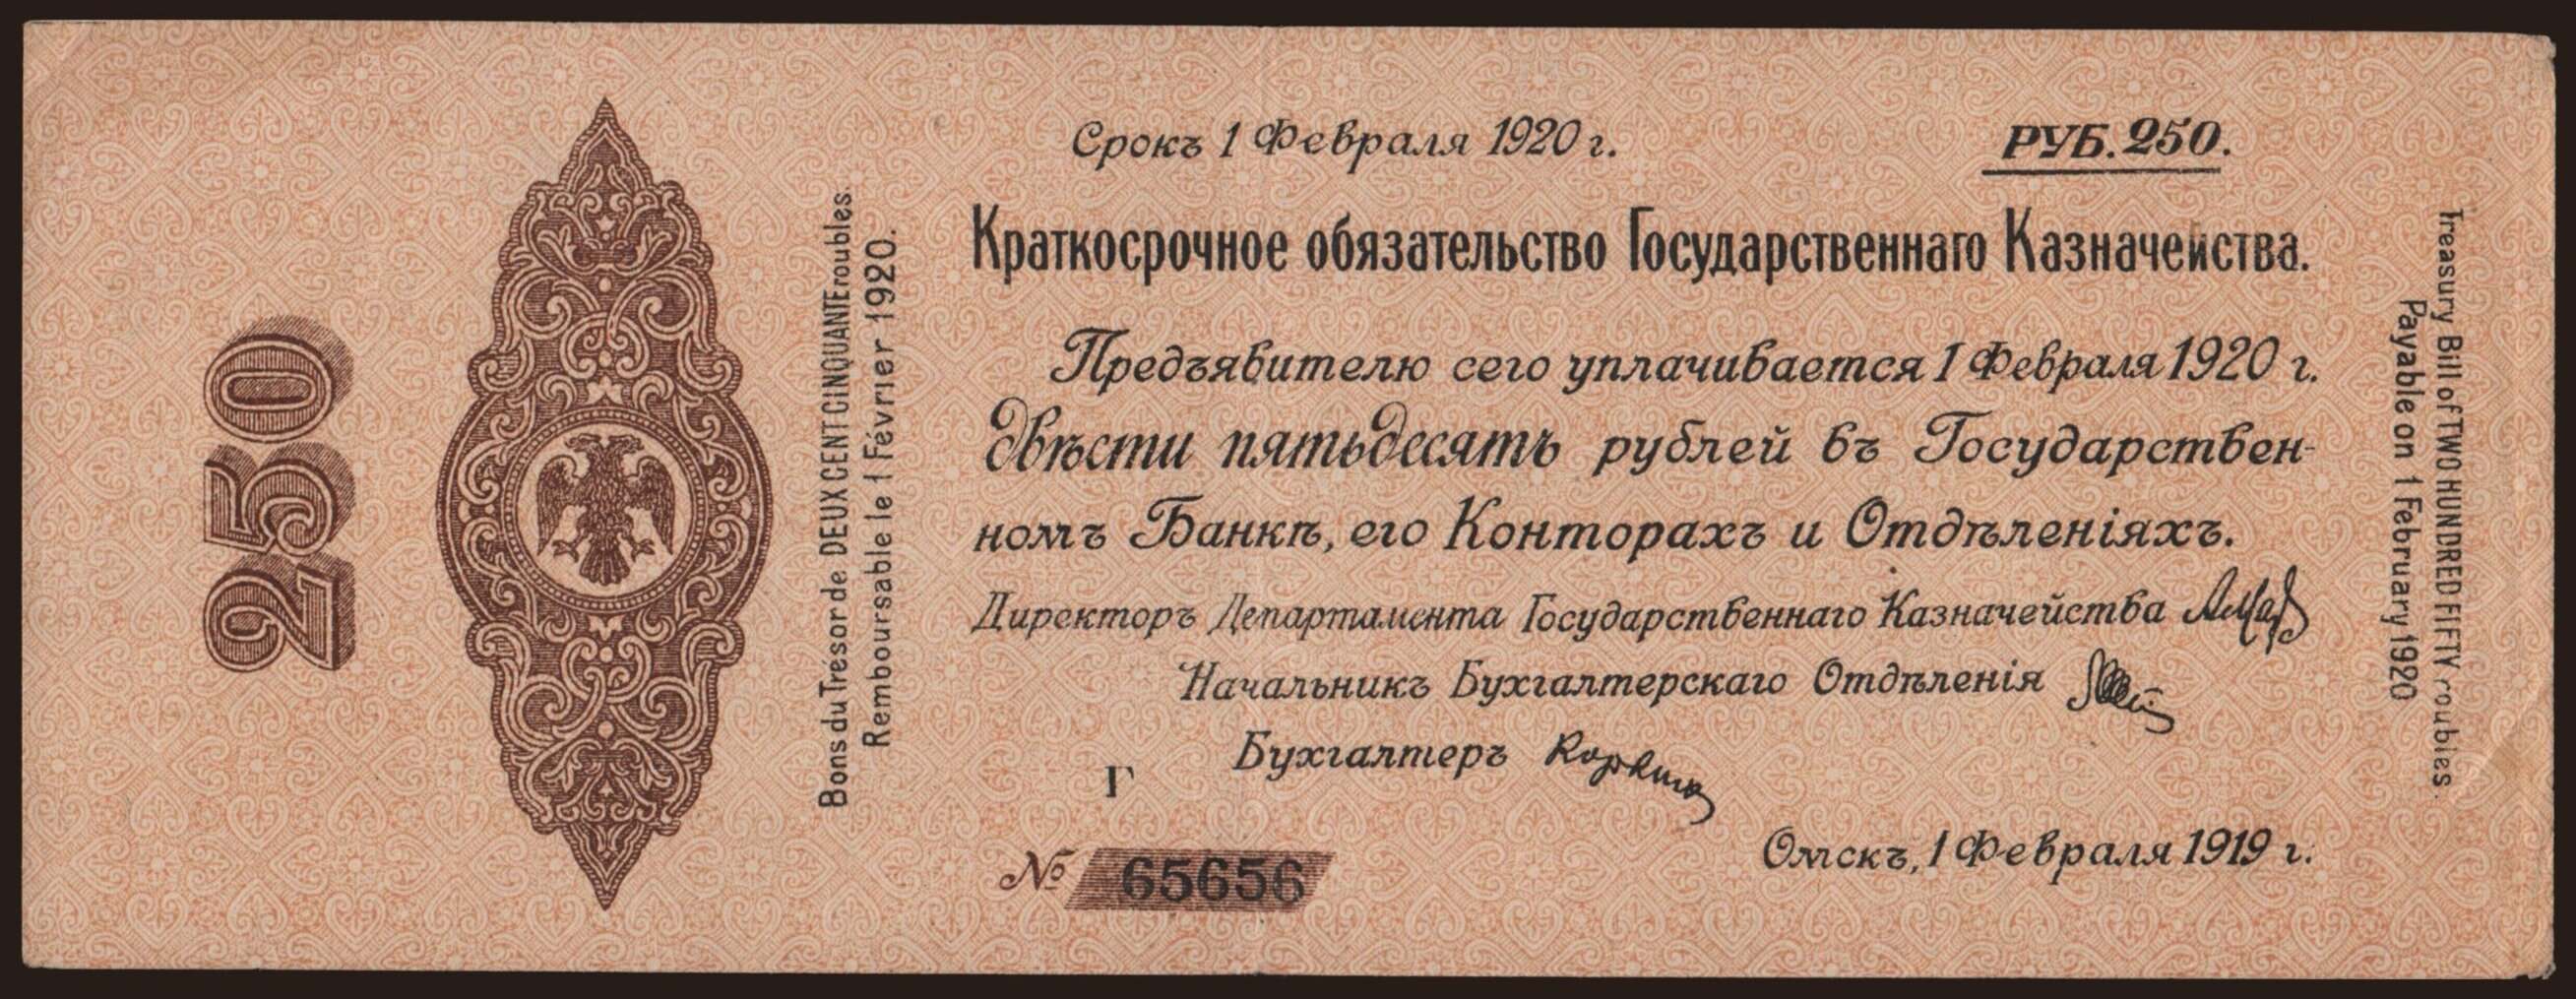 250
Bons du Trésor de DEUX CENT CINQUANTE roubles
Remboursable le 1 Février 1920.
Срокъ 1 Февраля 1920 г.
РУБ. 250.
Краткосрочное обязательство Государственнаго Казначейства.
Предъявителю сего уплачивается 1 Февраля 1920 г.
двѣсти пятьдесятъ рублей въ Государствен-
номъ Банкѣ, его Конторахъ и Отдѣленіяхъ.
Директоръ Департамента Государственнаго Казначейства
Начальникъ Бухгалтерскаго Отдѣленія
Бухгалтеръ
Г
№ 65656
Омскъ, 1 Февраля 1919 г.
Treasury Bill of TWO HUNDRED FIFTY roubles.
Payable on 1 February 1920